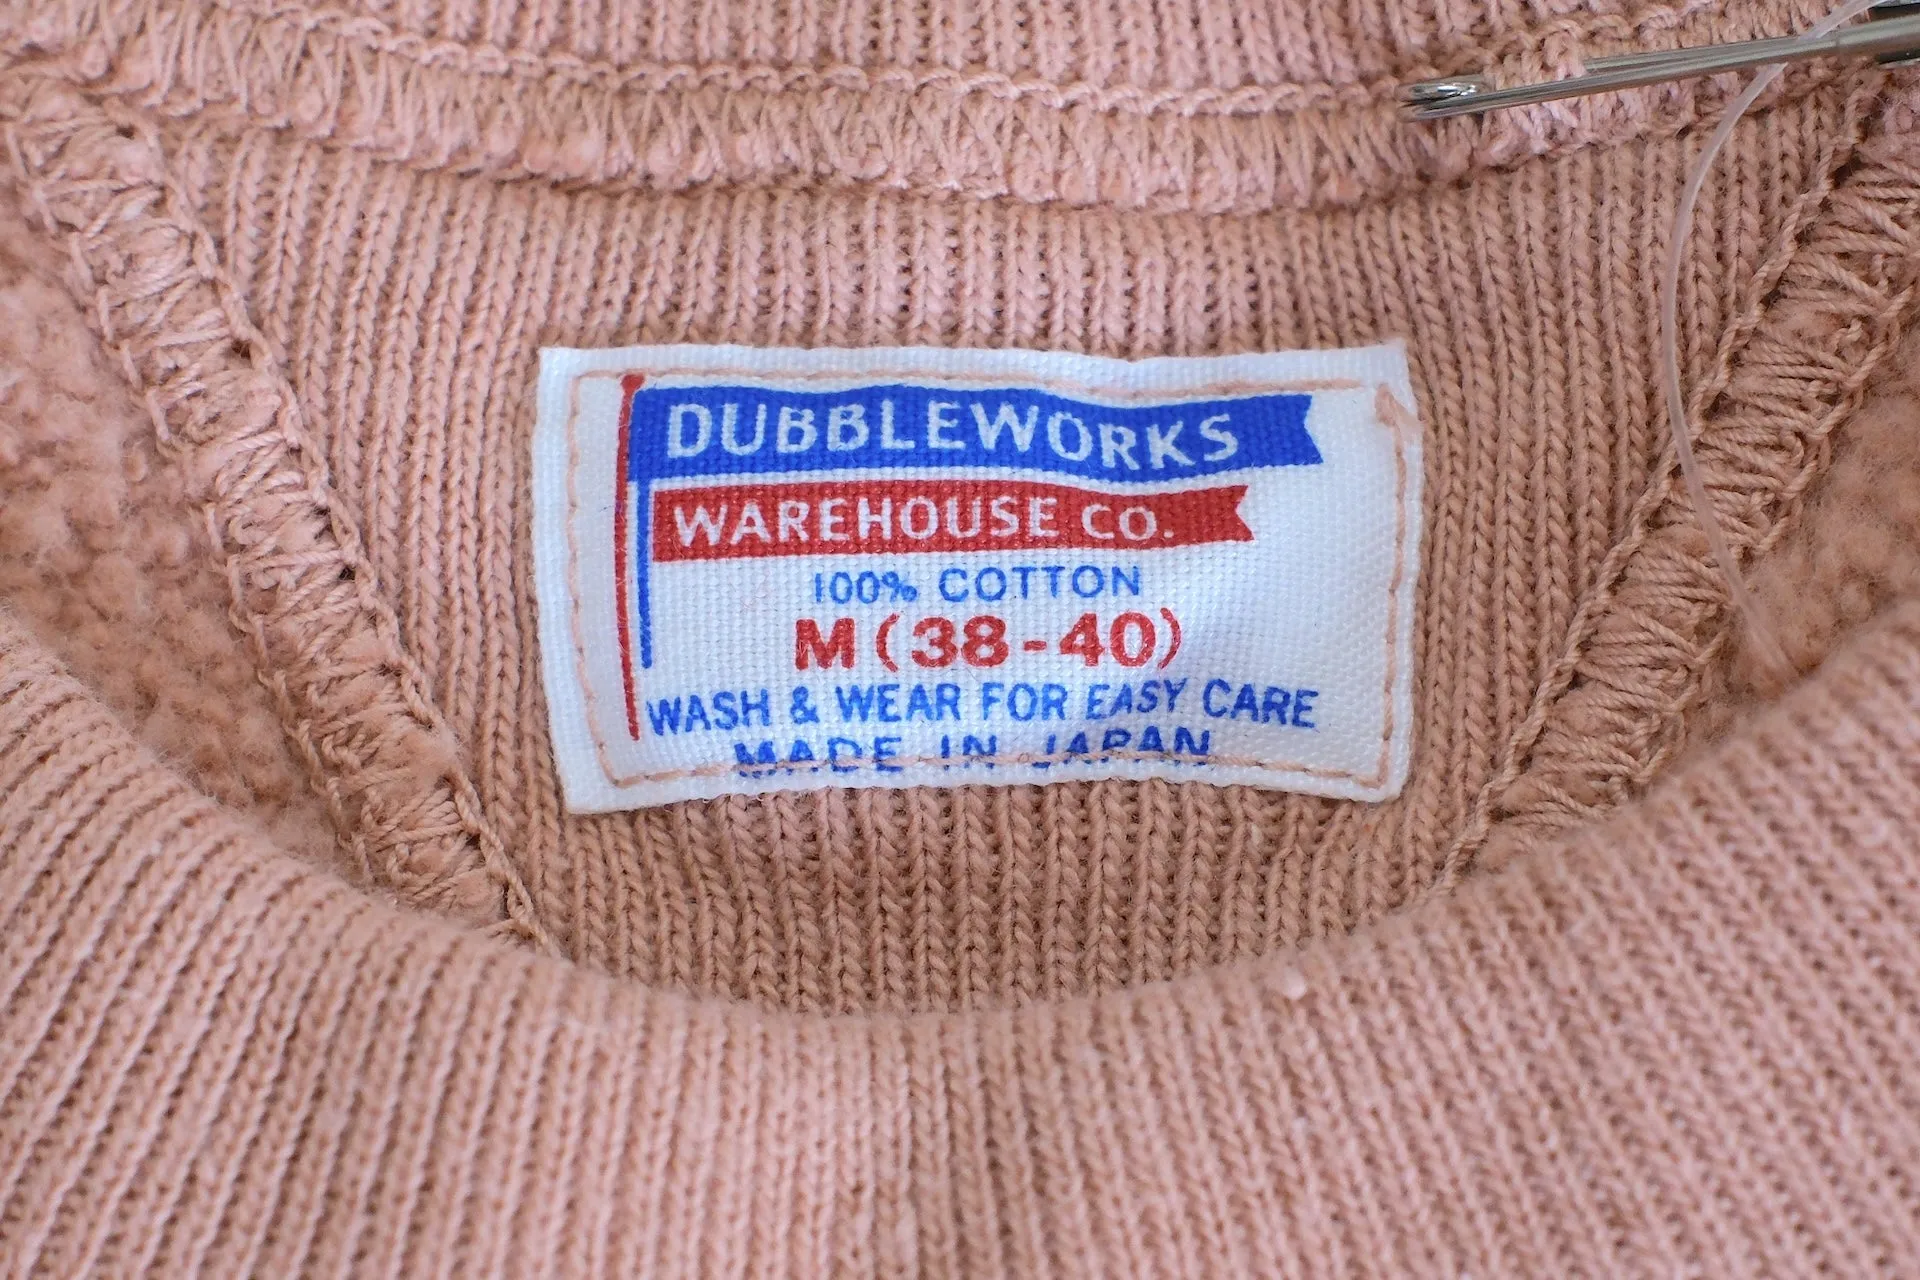 DUBBLEWORKS
WAREHOUSE CO.
100% COTTON
M (38-40)
WASH & WEAR FOR EASY CARE
MADE IN JAPAN